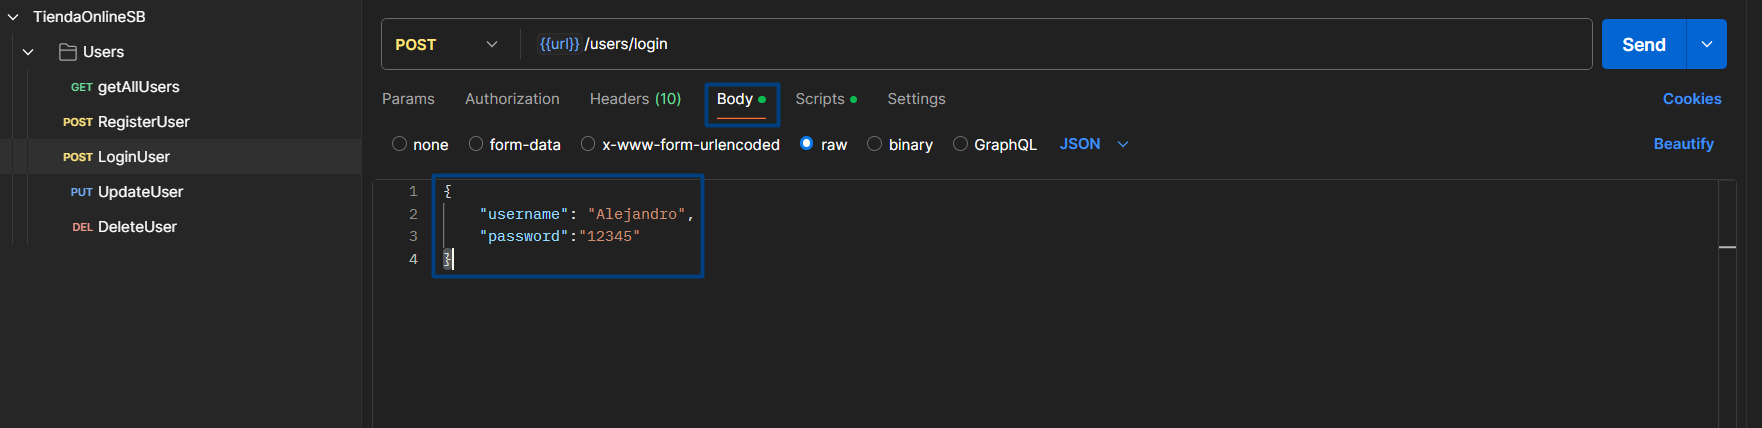 TiendaOnlineSB
Users
GET getAllUsers
POST RegisterUser
POST LoginUser
PUT UpdateUser
DEL DeleteUser
POST {{url}} /users/login Send
Params Authorization Headers (10) Body Scripts Settings Cookies
none form-data x-www-form-urlencoded raw binary GraphQL JSON Beautify
1 {
2 "username": "Alejandro",
3 "password":"12345"
4 }